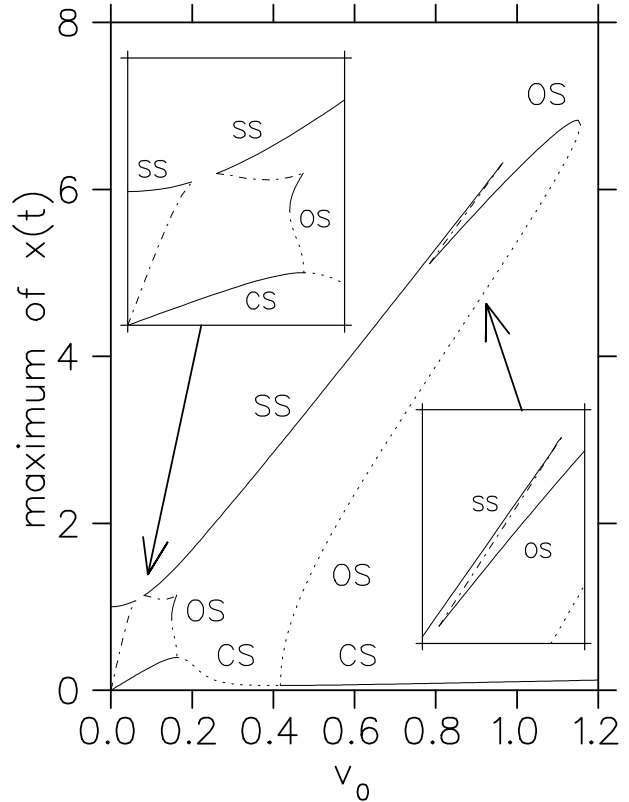 8
OS
SS
SS
6
OS
CS
maximum of x(t)
4
SS
SS
OS
2
OS
OS
CS
CS
0
0.0 0.2 0.4 0.6 0.8 1.0 1.2
v₀